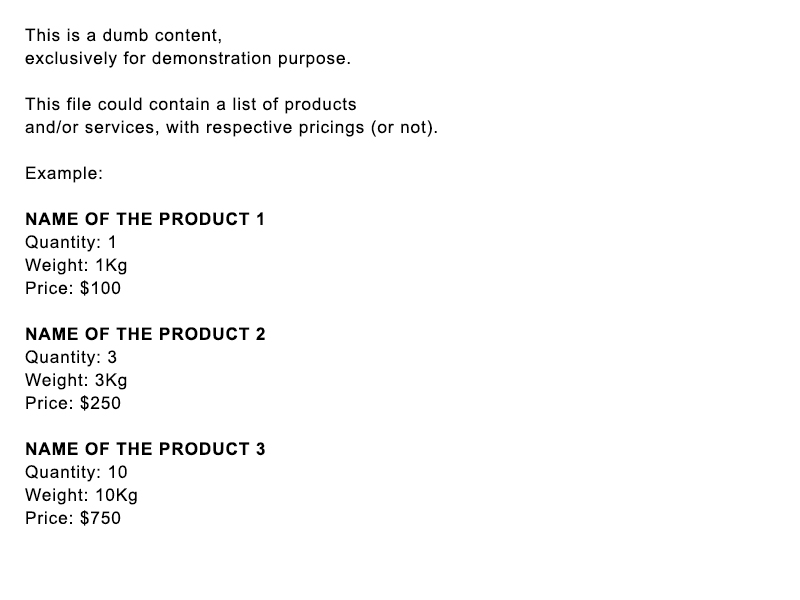 This is a dumb content,
exclusively for demonstration purpose.
This file could contain a list of products
and/or services, with respective pricings (or not).
Example:
NAME OF THE PRODUCT 1
Quantity: 1
Weight: 1Kg
Price: $100
NAME OF THE PRODUCT 2
Quantity: 3
Weight: 3Kg
Price: $250
NAME OF THE PRODUCT 3
Quantity: 10
Weight: 10Kg
Price: $750